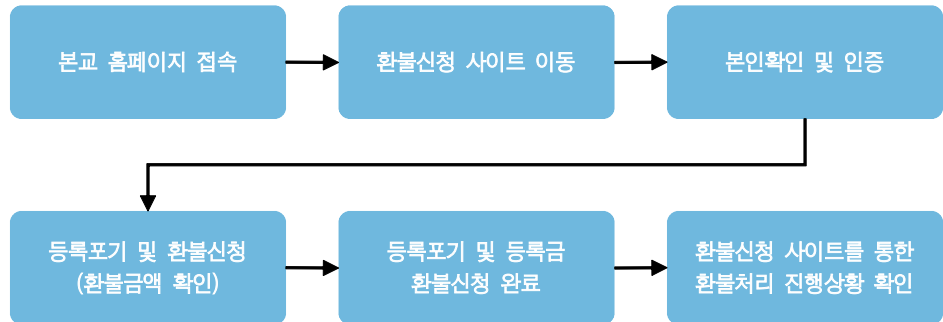 본교 홈페이지 접속
환불신청 사이트 이동
본인확인 및 인증
등록포기 및 환불신청
(환불금액 확인)
등록포기 및 등록금
환불신청 완료
환불신청 사이트를 통한
환불처리 진행상황 확인